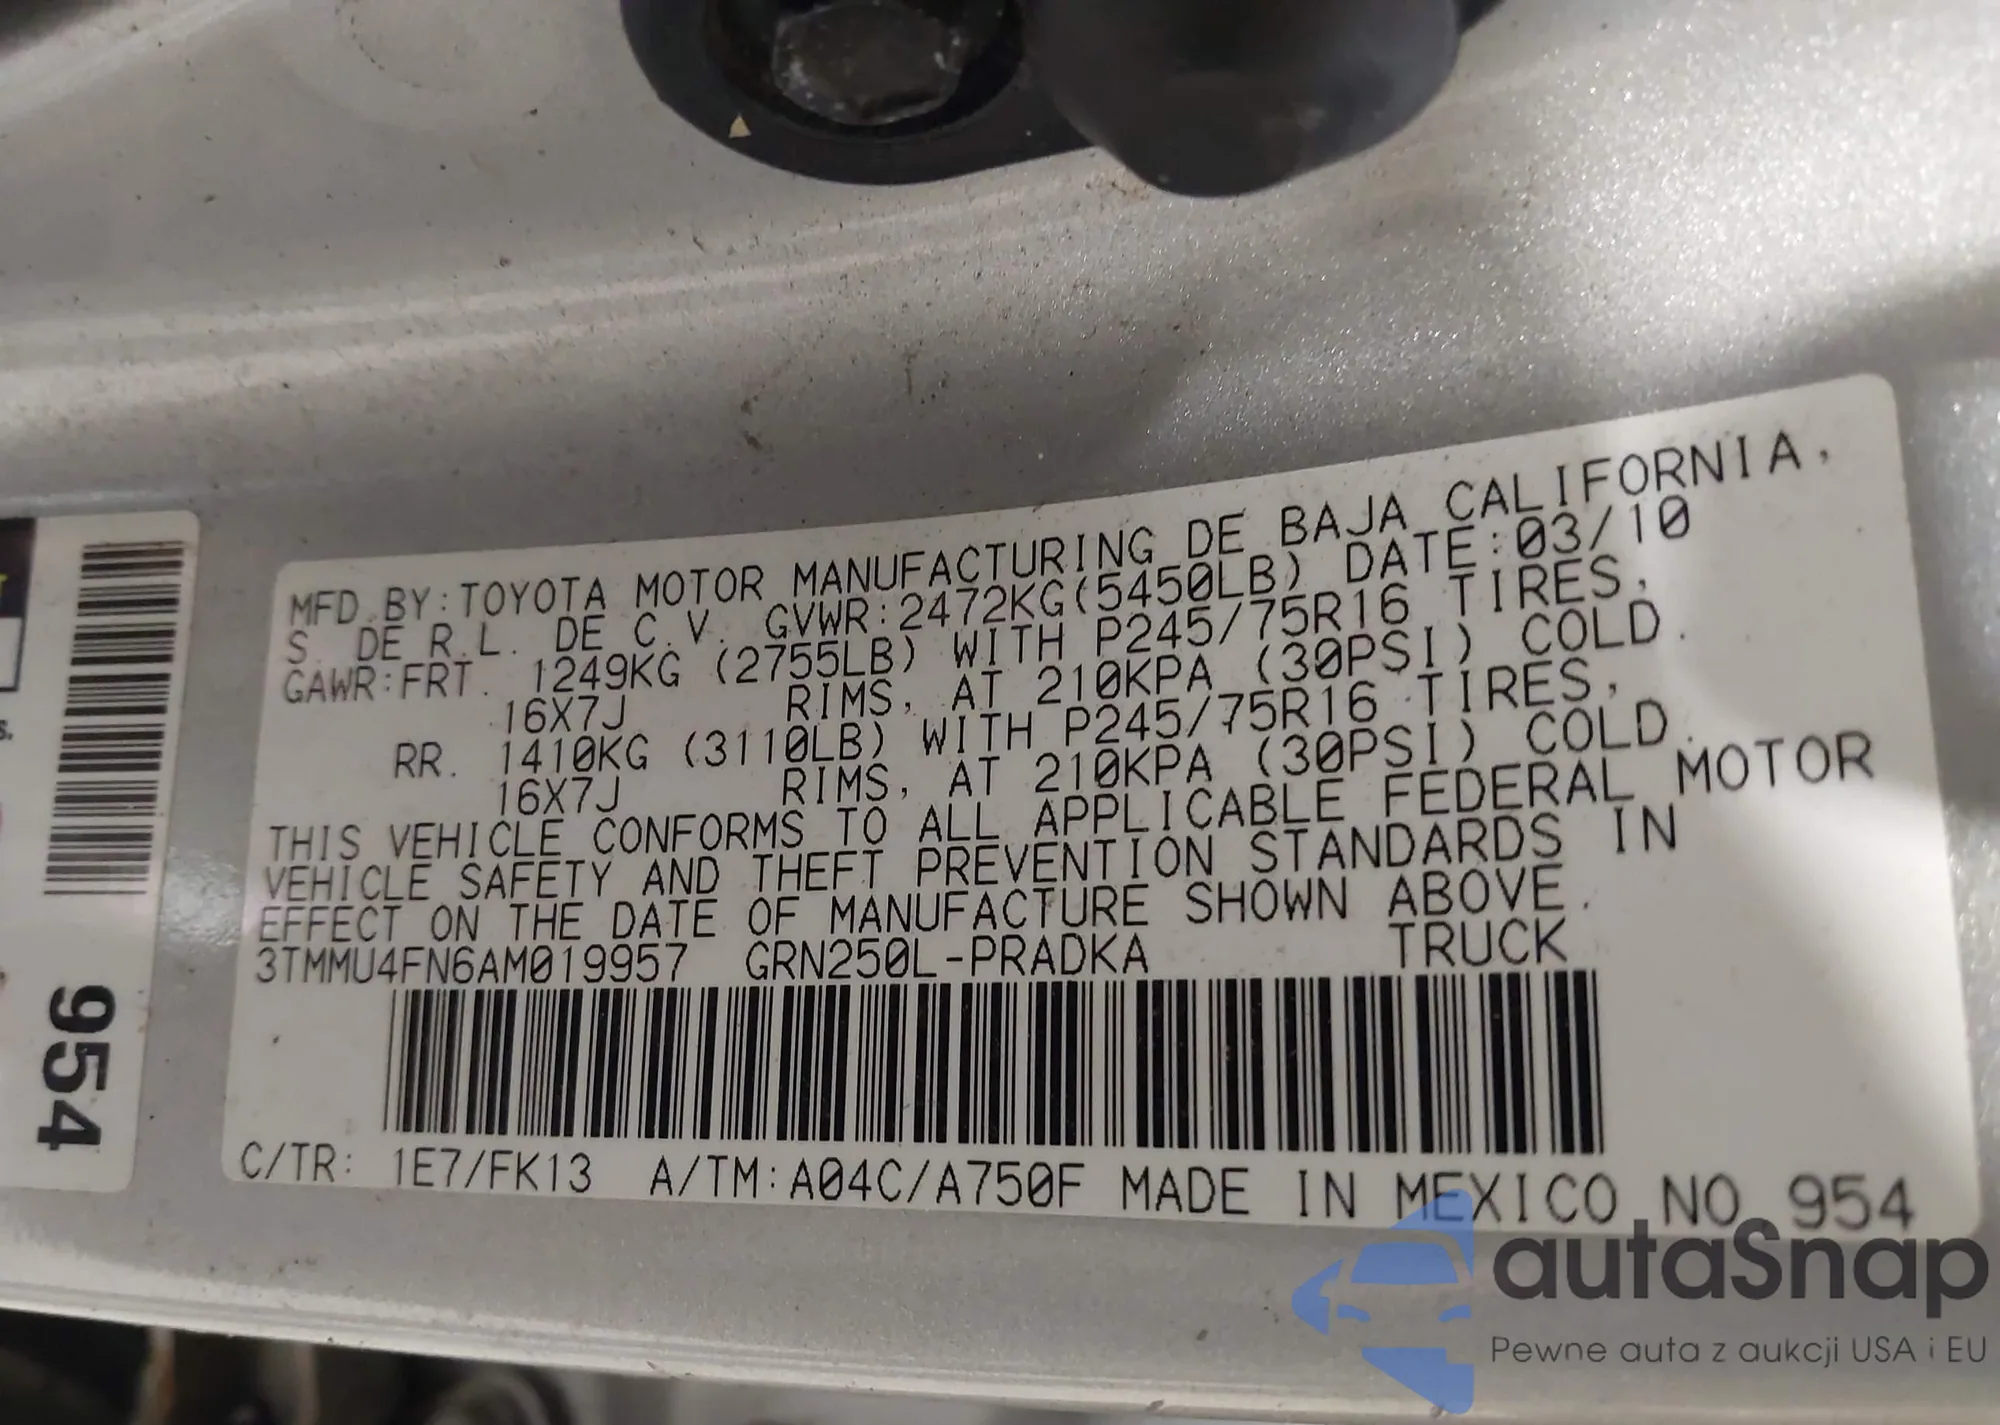 MFD.BY:TOYOTA MOTOR MANUFACTURING DE BAJA CALIFORNIA,
S. DE R.L. DE C.V. GVWR:2472KG(5450LB) DATE:03/10
GAWR:FRT. 1249KG (2755LB) WITH P245/75R16 TIRES,
16X7J RIMS, AT 210KPA (30PSI) COLD.
RR. 1410KG (3110LB) WITH P245/75R16 TIRES,
16X7J RIMS, AT 210KPA (30PSI) COLD.
THIS VEHICLE CONFORMS TO ALL APPLICABLE FEDERAL MOTOR
VEHICLE SAFETY AND THEFT PREVENTION STANDARDS IN
EFFECT ON THE DATE OF MANUFACTURE SHOWN ABOVE.
3TMMU4FN6AM019957 GRN250L-PRADKA TRUCK
C/TR: 1E7/FK13 A/TM:A04C/A750F MADE IN MEXICO NO 954
954
autaSnap
Pewne auta z aukcji USA i EU